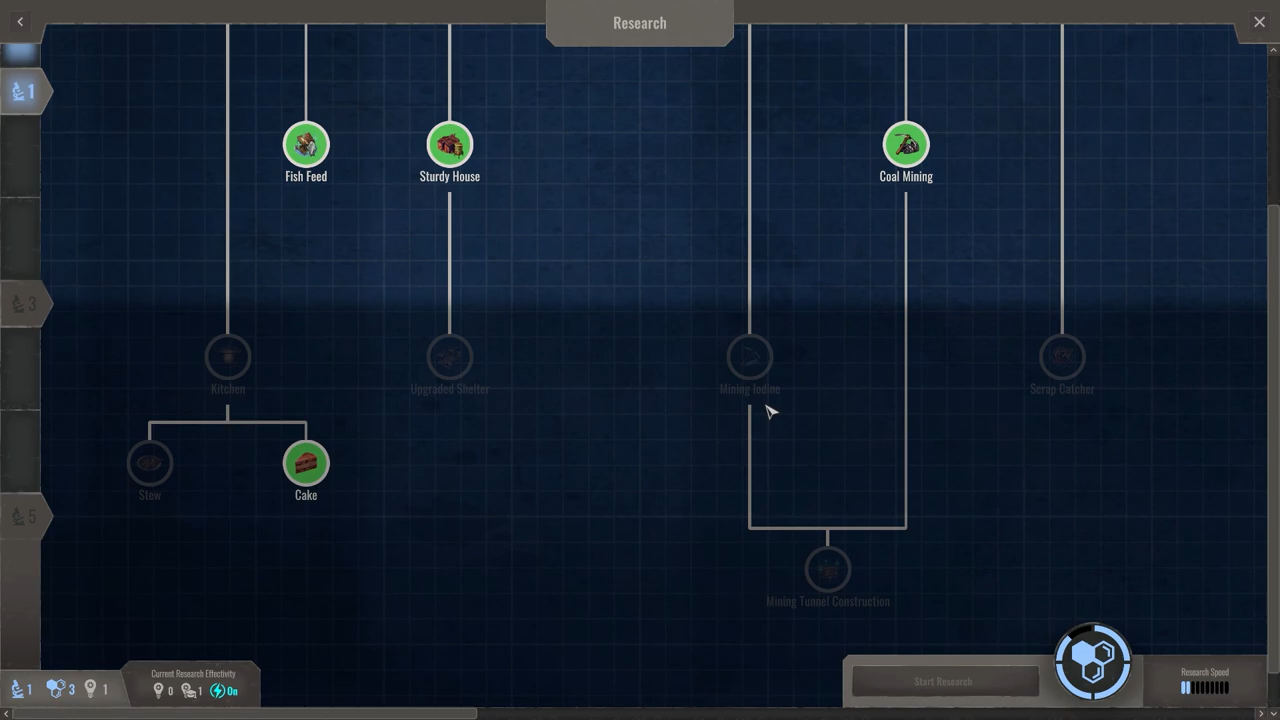 Research
1
Fish Feed
Sturdy House
Coal Mining
3
Kitchen
Upgraded Shelter
Mining Iodine
Scrap Catcher
Stew
Cake
5
Mining Tunnel Construction
Current Research Effectivity
1 3 1
0 1 On
Start Research
Research Speed